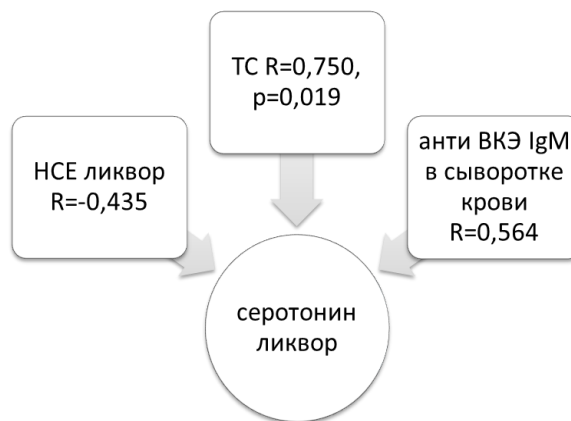 ТС R=0,750,
p=0,019
НСЕ ликвор
R=-0,435
анти ВКЭ IgM
в сыворотке
крови
R=0,564
серотонин
ликвор